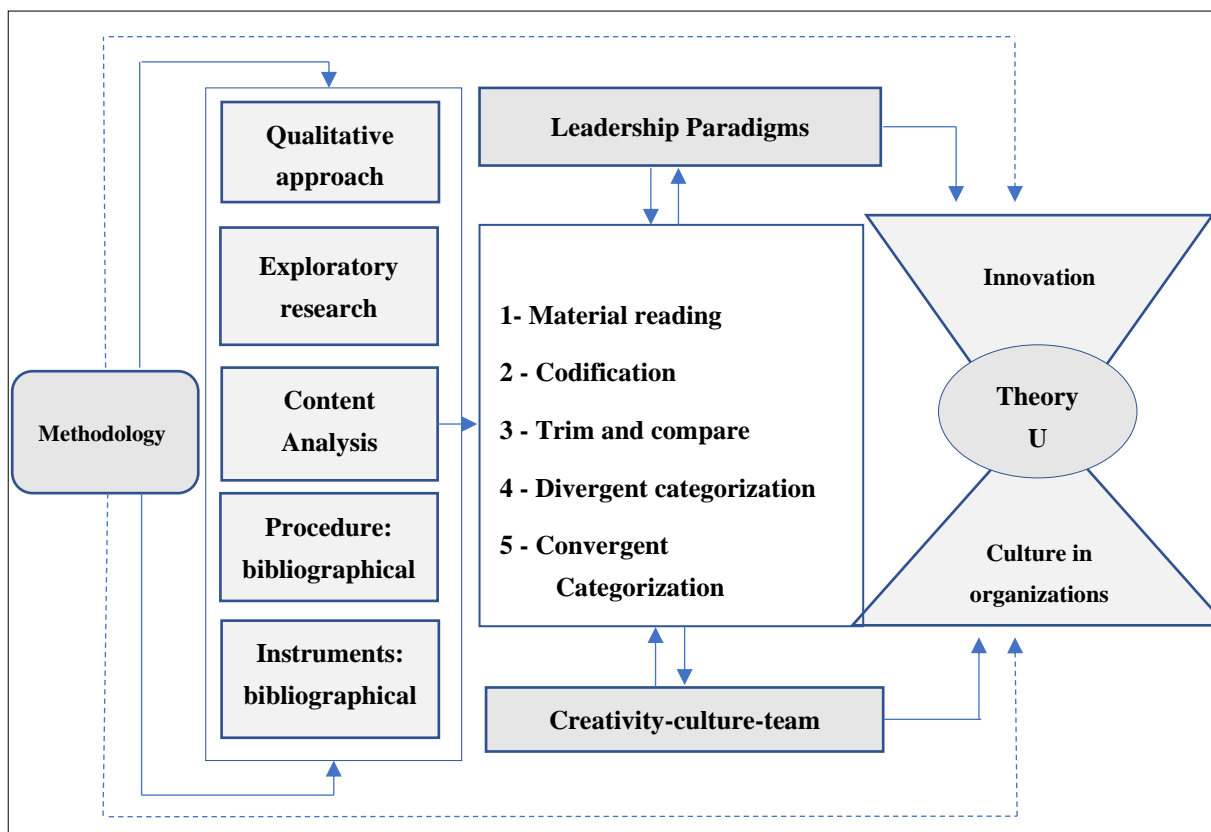 Methodology
Qualitative
approach
Exploratory
research
Content
Analysis
Procedure:
bibliographical
Instruments:
bibliographical
Leadership Paradigms
1- Material reading
2 - Codification
3 - Trim and compare
4 - Divergent categorization
5 - Convergent
Categorization
Creativity-culture-team
Innovation
Theory
U
Culture in
organizations